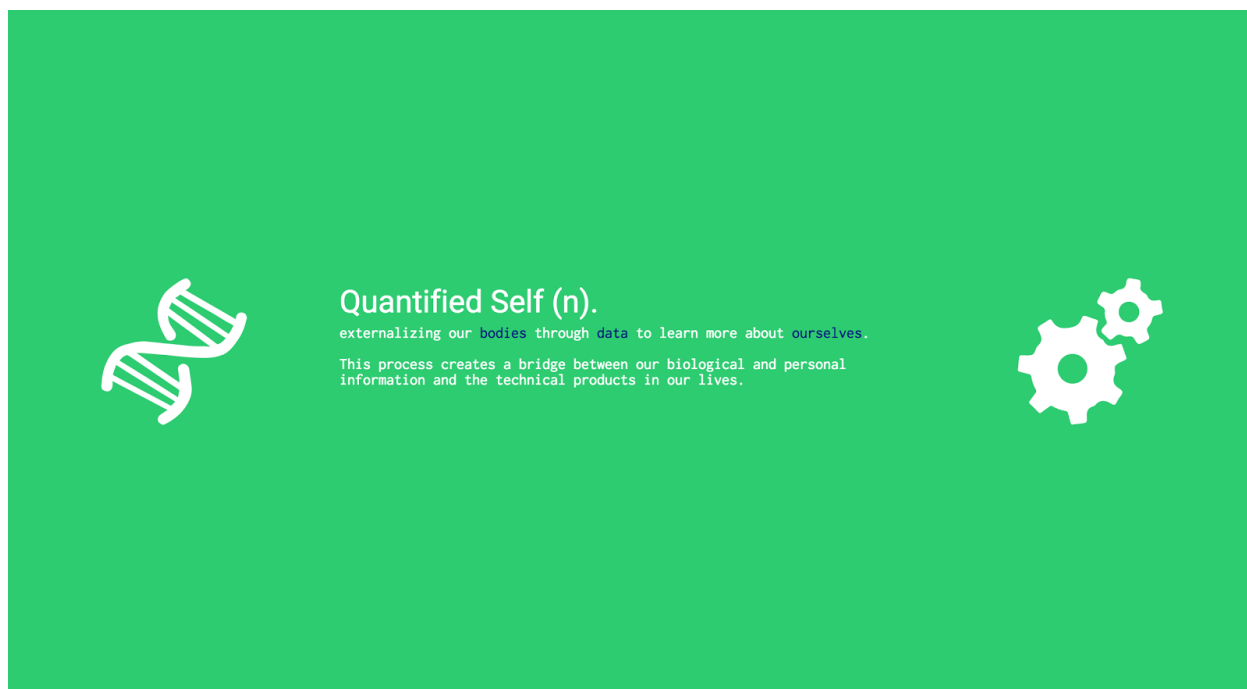 Quantified Self (n).
externalizing our bodies through data to learn more about ourselves.
This process creates a bridge between our biological and personal
information and the technical products in our lives.